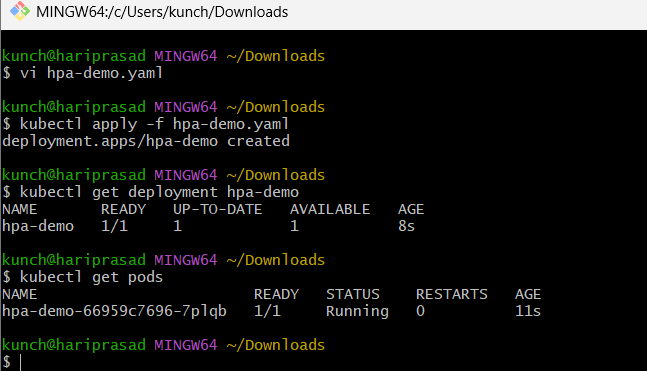 MINGW64:/c/Users/kunch/Downloads
kunch@hariprasad MINGW64 ~/Downloads
$ vi hpa-demo.yaml
kunch@hariprasad MINGW64 ~/Downloads
$ kubectl apply -f hpa-demo.yaml
deployment.apps/hpa-demo created
kunch@hariprasad MINGW64 ~/Downloads
$ kubectl get deployment hpa-demo
NAME       READY   UP-TO-DATE   AVAILABLE   AGE
hpa-demo   1/1     1            1           8s
kunch@hariprasad MINGW64 ~/Downloads
$ kubectl get pods
NAME                        READY   STATUS    RESTARTS   AGE
hpa-demo-66959c7696-7plqb   1/1     Running   0          11s
kunch@hariprasad MINGW64 ~/Downloads
$